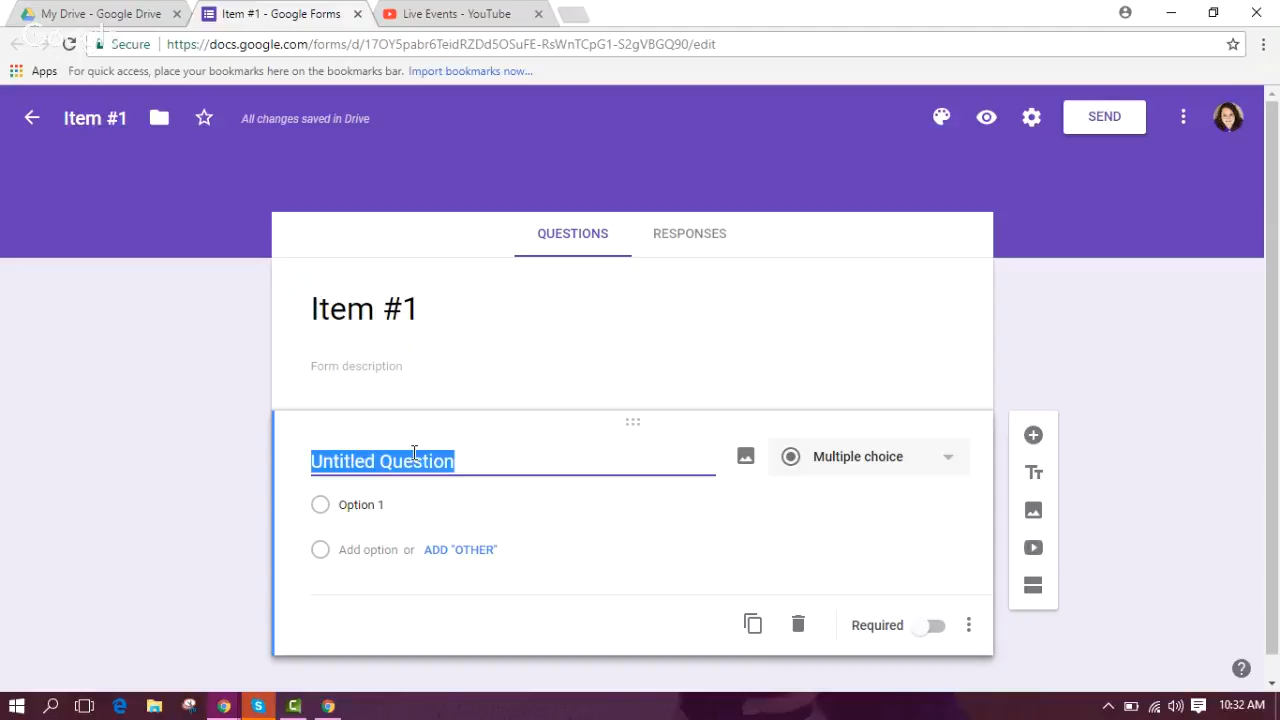 My Drive - Google Drive
Item #1 - Google Forms
Live Events - YouTube
Secure
https://docs.google.com/forms/d/17OY5pabr6TeidRZDd5OSuFE-RsWnTCpG1-S2gVBGQ90/edit
Apps
For quick access, place your bookmarks here on the bookmarks bar. Import bookmarks now...
Item #1
All changes saved in Drive
SEND
QUESTIONS
RESPONSES
Item #1
Form description
Untitled Question
Multiple choice
Option 1
Add option or ADD "OTHER"
Required
10:32 AM